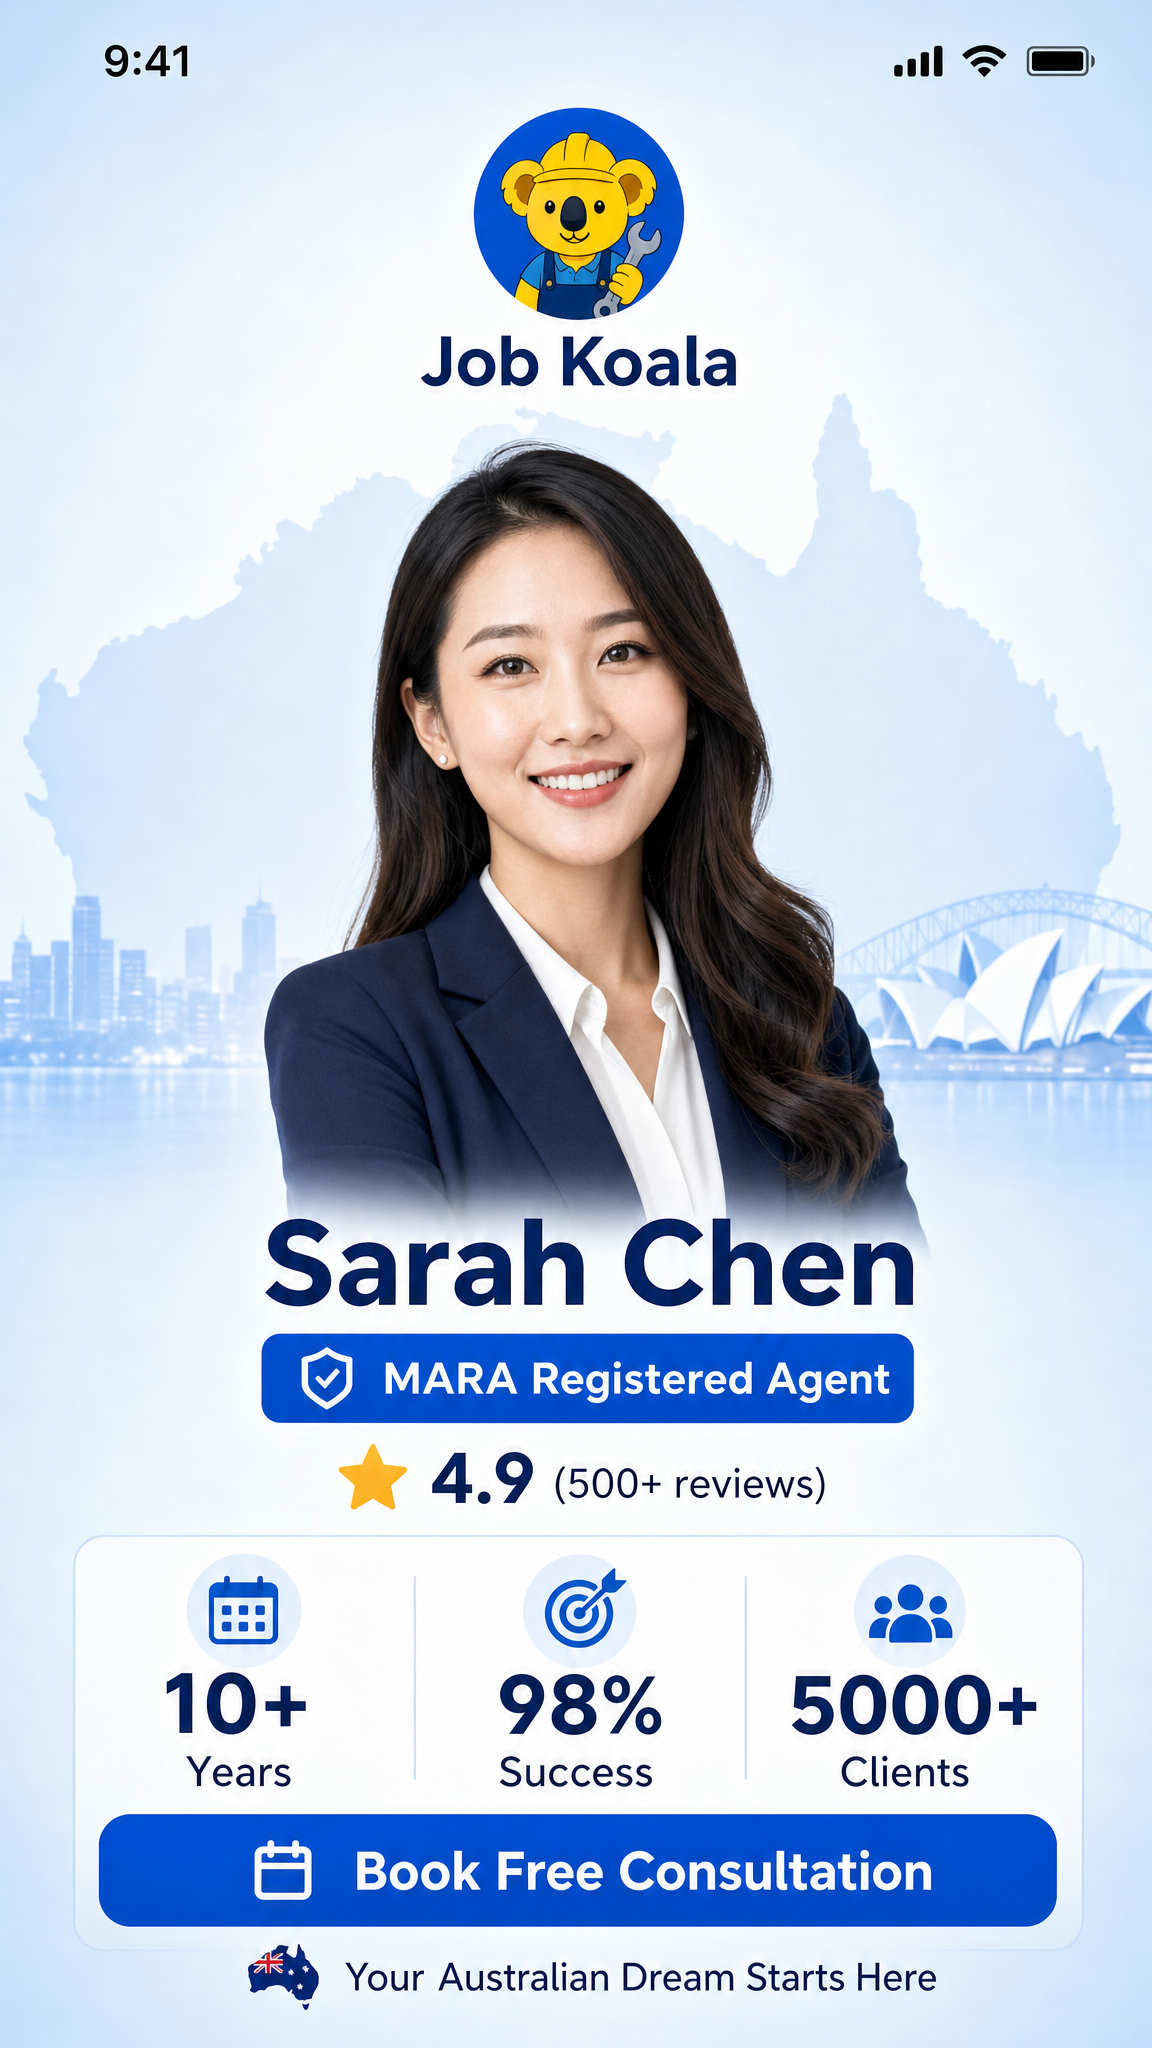 9:41
Job Koala
Sarah Chen
MARA Registered Agent
4.9 (500+ reviews)
10+ 98% 5000+
Years Success Clients
Book Free Consultation
Your Australian Dream Starts Here